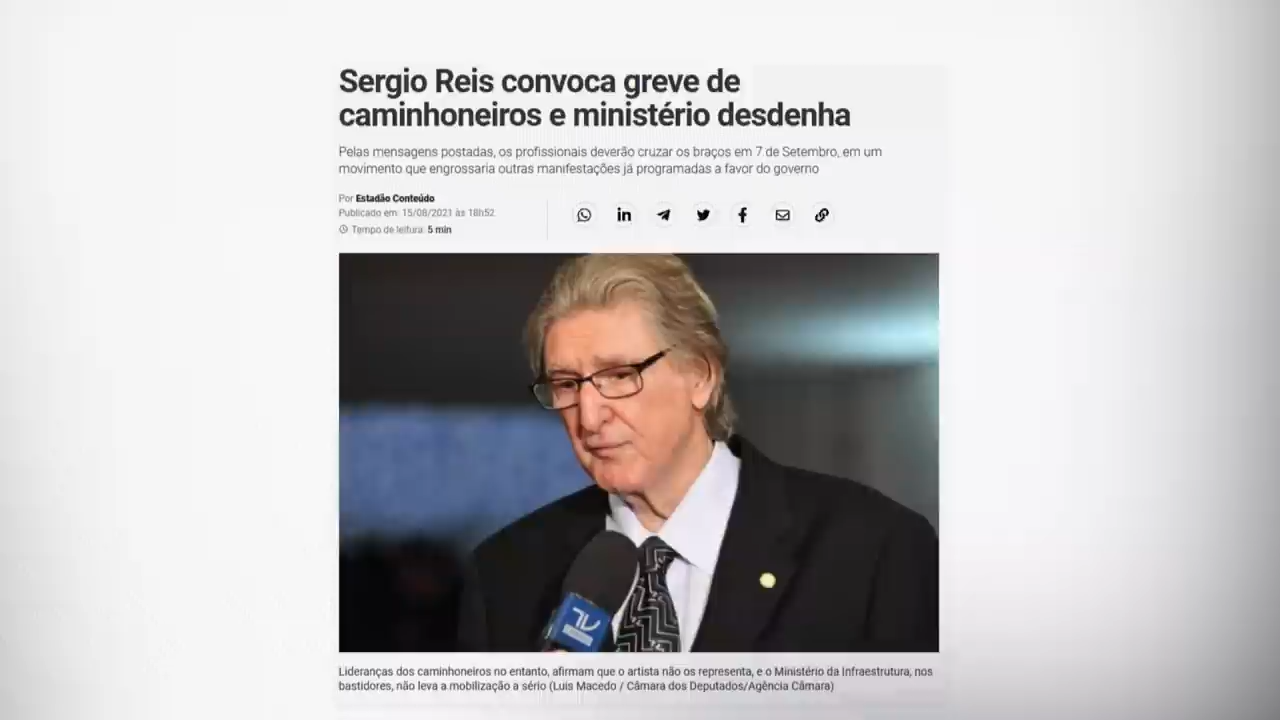 Sergio Reis convoca greve de
caminhoneiros e ministério desdenha
Pelas mensagens postadas, os profissionais deverão cruzar os braços em 7 de Setembro, em um
movimento que engrossaria outras manifestações já programadas a favor do governo
Por Estadão Conteúdo
Publicado em: 15/08/2021 às 18h52
Tempo de leitura: 5 min
Lideranças dos caminhoneiros no entanto, afirmam que o artista não os representa, e o Ministério da Infraestrutura, nos
bastidores, não leva a mobilização a sério (Luis Macedo / Câmara dos Deputados/Agência Câmara)